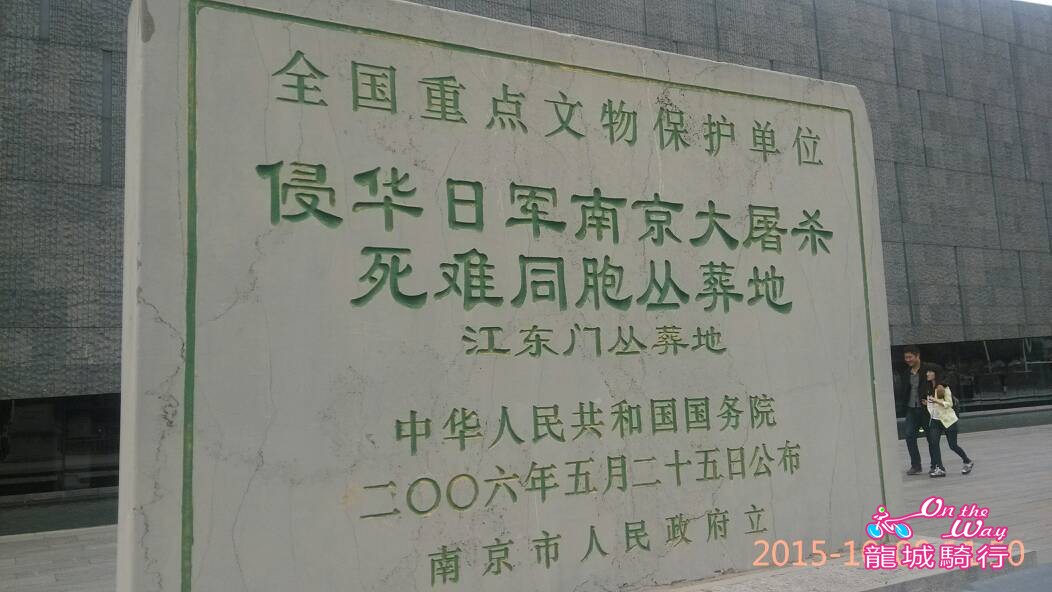 全国重点文物保护单位
侵华日军南京大屠杀
死难同胞丛葬地
江东门丛葬地
中华人民共和国国务院
二〇〇六年五月二十五日公布
南京市人民政府立
On the Way
龍城騎行
2015-1